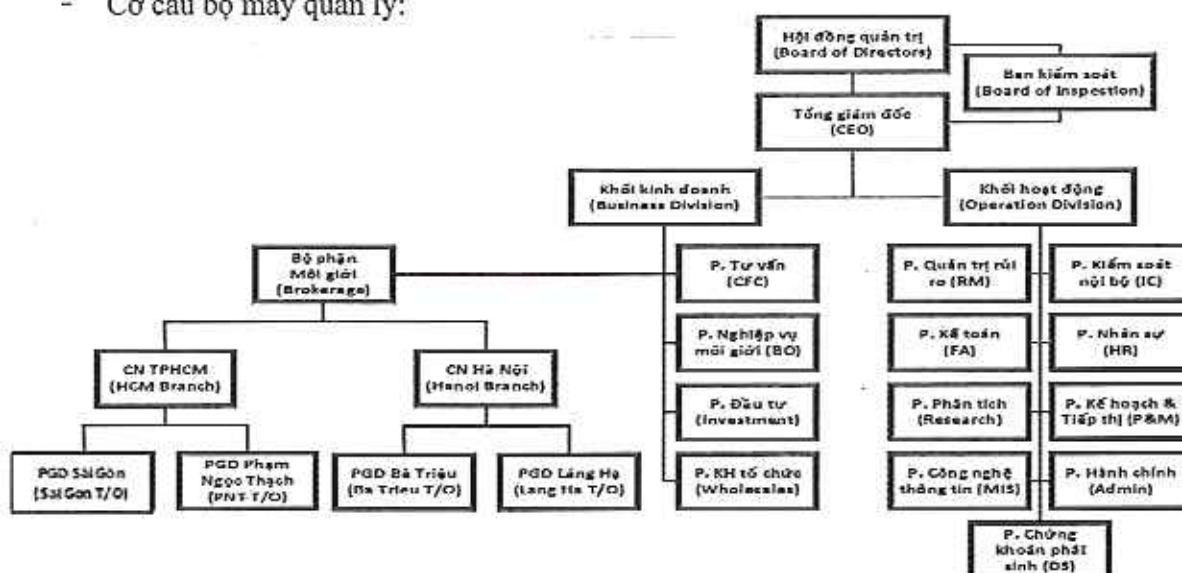 - Cơ cấu bộ máy quản lý:
Hội đồng quản trị
(Board of Directors)
Ban kiểm soát
(Board of Inspection)
Tổng giám đốc
(CEO)
Khối kinh doanh
(Business Division)
Khối hoạt động
(Operation Division)
Bộ phận
Môi giới
(Brokerage)
P. Tư vấn
(CFC)
P. Quản trị rủi
ro (RM)
P. Kiểm soát
nội bộ (IC)
P. Nghiệp vụ
môi giới (BO)
P. Kế toán
(FA)
P. Nhân sự
(HR)
CN TPHCM
(HCM Branch)
CN Hà Nội
(Hanoi Branch)
P. Đầu tư
(Investment)
P. Phân tích
(Research)
P. Kế hoạch &
Tiếp thị (P&M)
PGD Sài Gòn
(Sai Gon T/O)
PGD Phạm
Ngọc Thạch
(PNT T/O)
PGD Bà Triệu
(Ba Trieu T/O)
PGD Láng Hạ
(Lang Ha T/O)
P. KH tổ chức
(Wholesales)
P. Công nghệ
thông tin (MIS)
P. Hành chính
(Admin)
P. Chứng
khoán phái
sinh (DS)